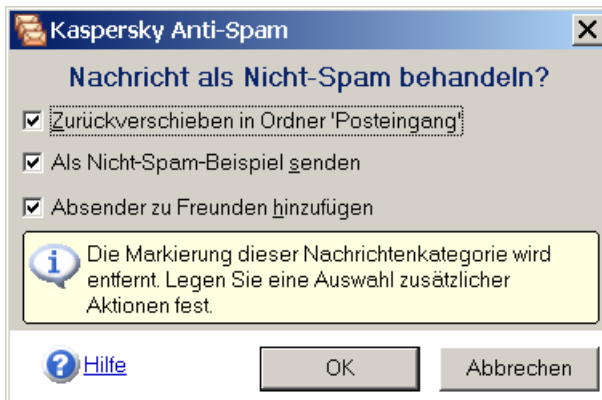 Kaspersky Anti-Spam
Nachricht als Nicht-Spam behandeln?
Zurückverschieben in Ordner 'Posteingang'
Als Nicht-Spam-Beispiel senden
Absender zu Freunden hinzufügen
Die Markierung dieser Nachrichtenkategorie wird
entfernt. Legen Sie eine Auswahl zusätzlicher
Aktionen fest.
Hilfe
OK
Abbrechen